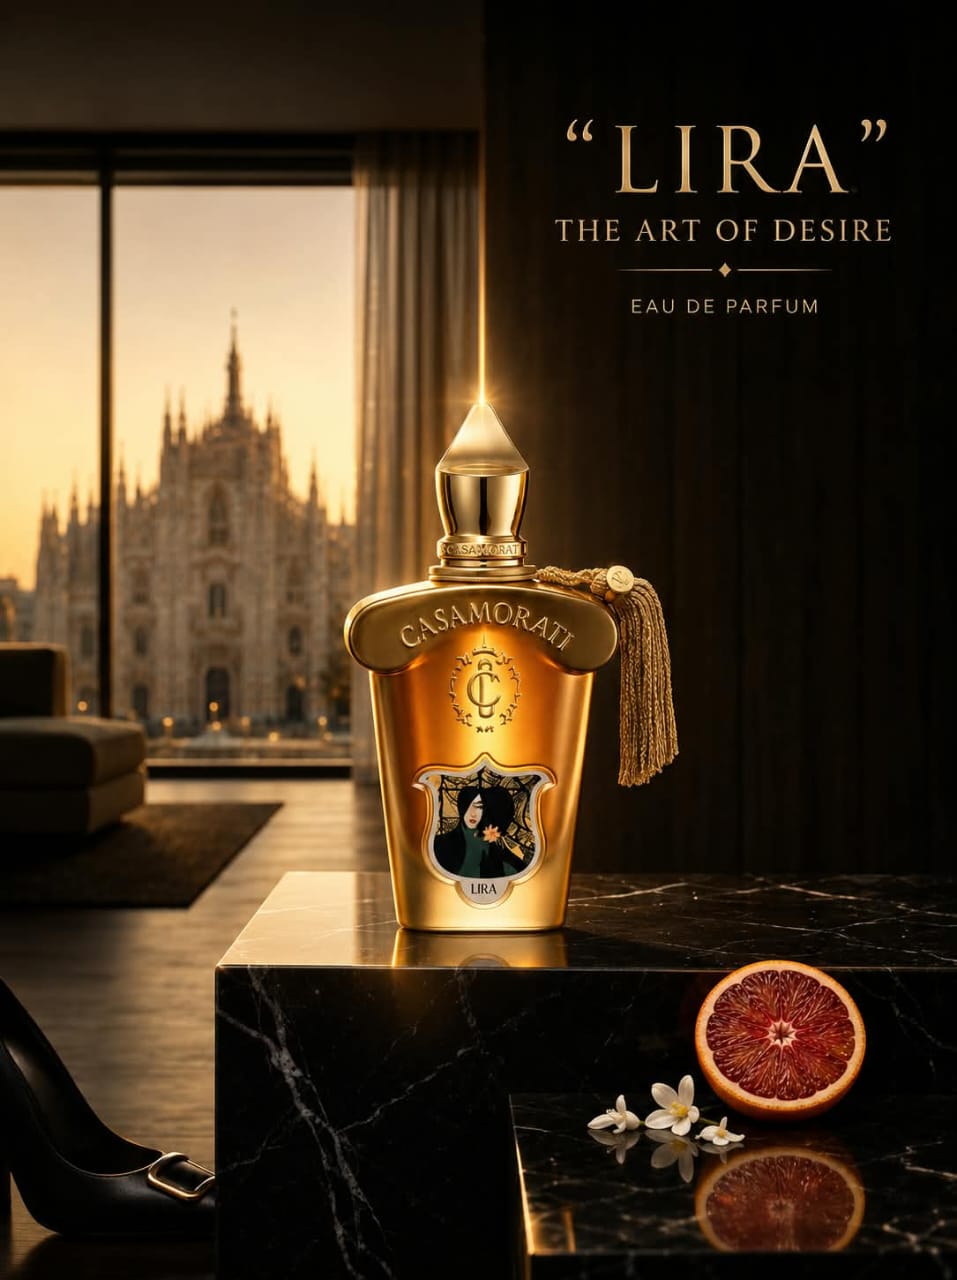 “LIRA”
THE ART OF DESIRE
EAU DE PARFUM
CASAMORATI
CASAMORATI
C
LIRA